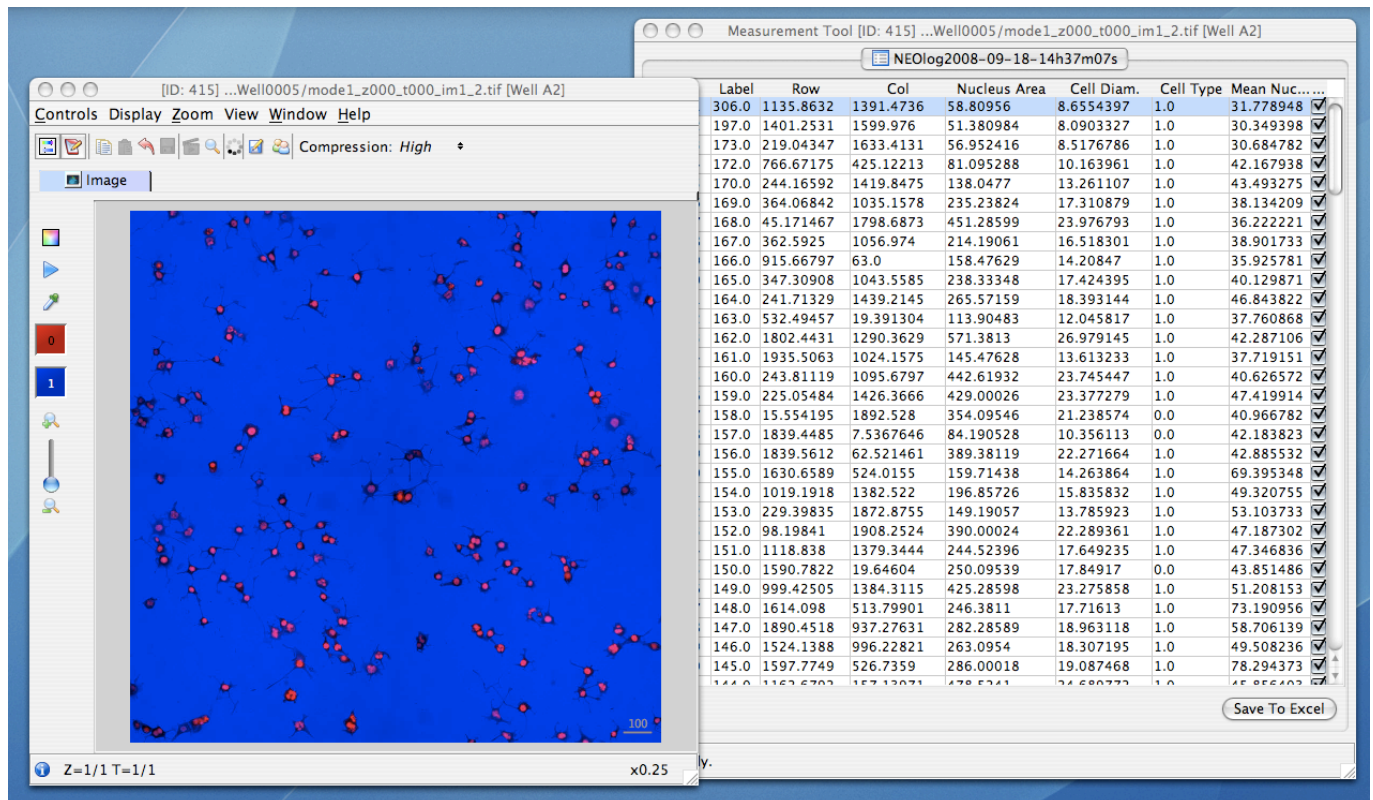 Measurement Tool [ID: 415] ...Well0005/mode1_z000_t000_im1_2.tif [Well A2]
NEOlog2008-09-18-14h37m07s
[ID: 415] ...Well0005/mode1_z000_t000_im1_2.tif [Well A2]
Controls Display Zoom View Window Help
Compression: High
Image
0
1
100
Z=1/1 T=1/1 x0.25
Label Row Col Nucleus Area Cell Diam. Cell Type Mean Nuc... ...
306.0 1135.8632 1391.4736 58.80956 8.6554397 1.0 31.778948
197.0 1401.2531 1599.976 51.380984 8.0903327 1.0 30.349398
173.0 219.04347 1633.4131 56.952416 8.5176786 1.0 30.684782
172.0 766.67175 425.12213 81.095288 10.163961 1.0 42.167938
170.0 244.16592 1419.8475 138.0477 13.261107 1.0 43.493275
169.0 364.06842 1035.1578 235.23824 17.310879 1.0 38.134209
168.0 45.171467 1798.6873 451.28599 23.976793 1.0 36.222221
167.0 362.5925 1056.974 214.19061 16.518301 1.0 38.901733
166.0 915.66797 63.0 158.47629 14.20847 1.0 35.925781
165.0 347.30908 1043.5585 238.33348 17.424395 1.0 40.129871
164.0 241.71329 1439.2145 265.57159 18.393144 1.0 46.843822
163.0 532.49457 19.391304 113.90483 12.045817 1.0 37.760868
162.0 1802.4431 1290.3629 571.3813 26.979145 1.0 42.287106
161.0 1935.5063 1024.1575 145.47628 13.613233 1.0 37.719151
160.0 243.81119 1095.6797 442.61932 23.745447 1.0 40.626572
159.0 225.05484 1426.3666 429.00026 23.377279 1.0 47.419914
158.0 15.554195 1892.528 354.09546 21.238574 0.0 40.966782
157.0 1839.4485 7.5367646 84.190528 10.356113 0.0 42.183823
156.0 1839.5612 62.521461 389.38119 22.271664 1.0 42.885532
155.0 1630.6589 524.0155 159.71438 14.263864 1.0 69.395348
154.0 1019.1918 1382.522 196.85726 15.835832 1.0 49.320755
153.0 229.39835 1872.8755 149.19057 13.785923 1.0 53.103733
152.0 98.19841 1908.2524 390.00024 22.289361 1.0 47.187302
151.0 1118.838 1379.3444 244.52396 17.649235 1.0 47.346836
150.0 1590.7822 19.64604 250.09539 17.84917 0.0 43.851486
149.0 999.42505 1384.3115 425.28598 23.275858 1.0 51.208153
148.0 1614.098 513.79901 246.3811 17.71613 1.0 73.190956
147.0 1890.4518 937.27631 282.28589 18.963118 1.0 58.706139
146.0 1524.1388 996.22821 263.0954 18.307195 1.0 49.508236
145.0 1597.7749 526.7359 286.00018 19.087468 1.0 78.294373
Save To Excel